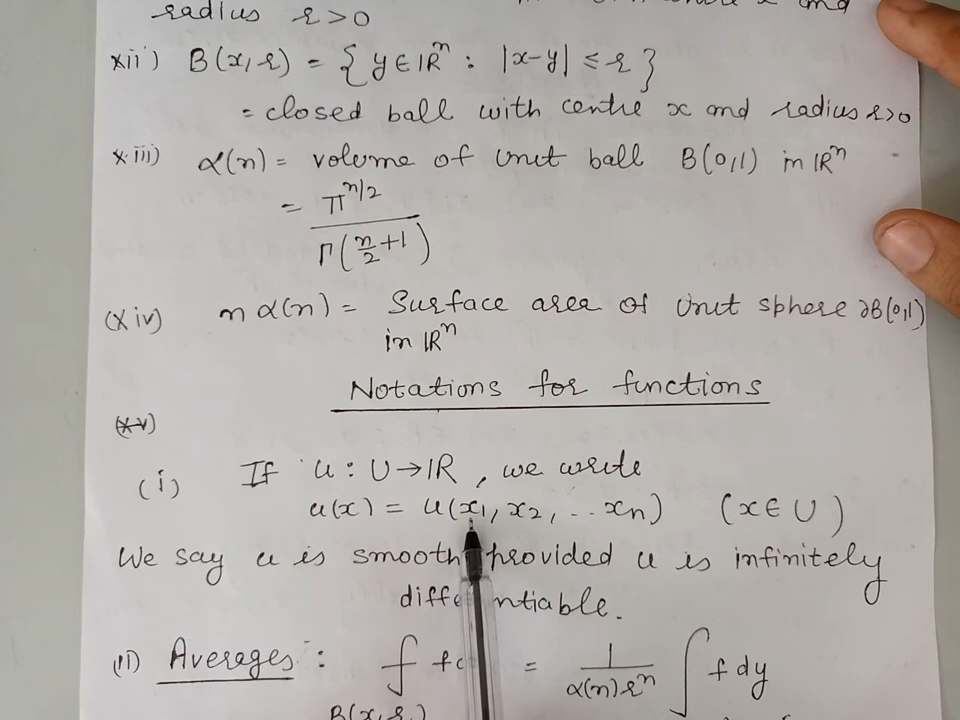 radius r>0
xii) B(x,r) = {y∈ℝⁿ : |x-y| ≤ r}
= closed ball with centre x and radius r>0
xiii) α(n) = volume of unit ball B(0,1) in ℝⁿ
= π^(n/2) / Γ(n/2+1)
(xiv) n α(n) = Surface area of unit sphere ∂B(0,1)
in ℝⁿ
Notations for functions
(xv)
(i) If u : U→ℝ, we write
u(x) = u(x₁, x₂, ... xₙ) (x∈U)
We say u is smooth provided u is infinitely
differentiable.
(ii) Averages : ⨍ = 1/(α(n)rⁿ) ∫ f dy
B(x,r)